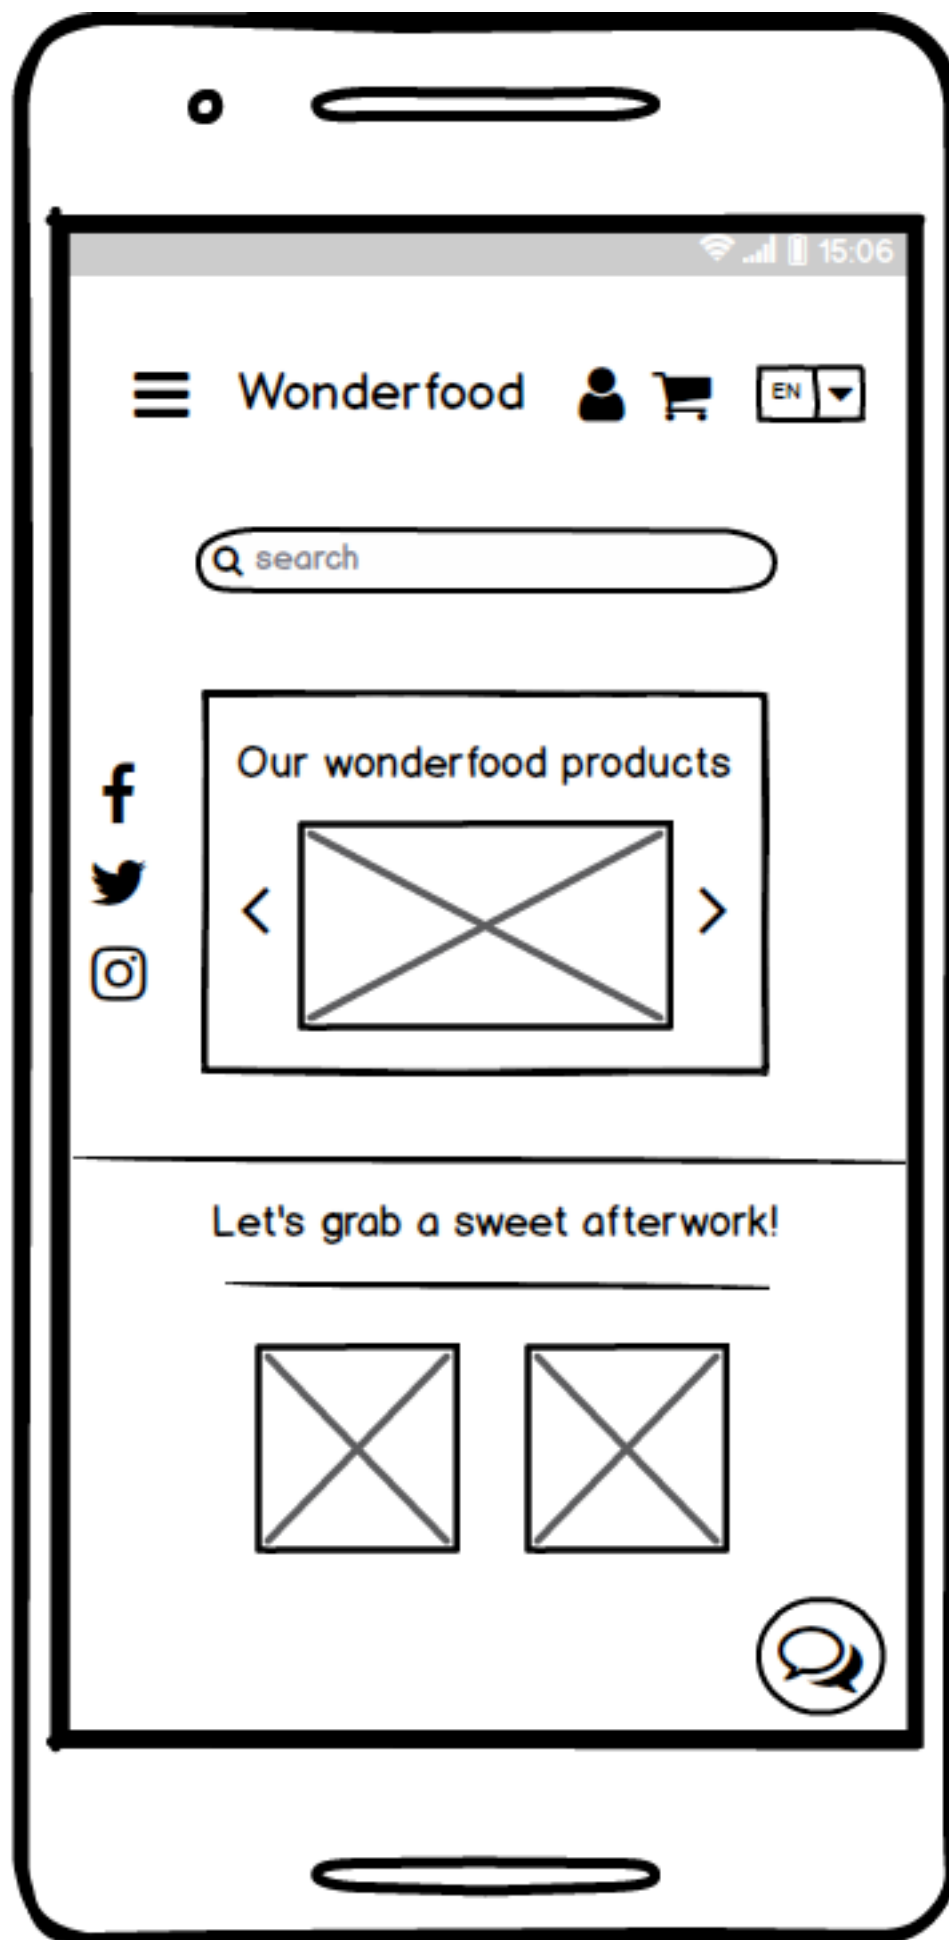 15:06
Wonderfood
EN
search
Our wonderfood products
Let's grab a sweet afterwork!